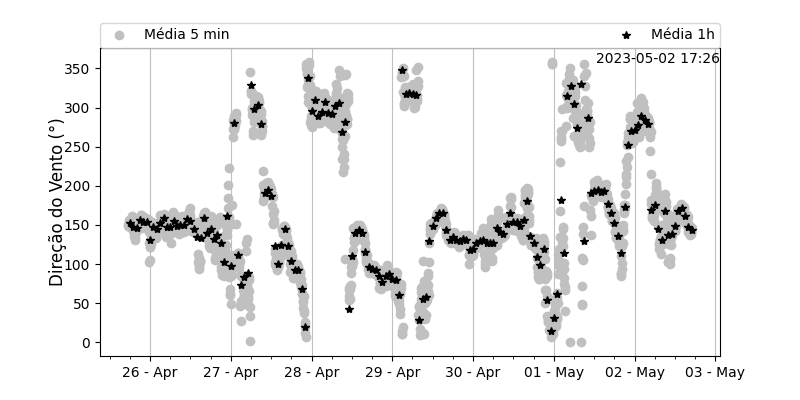 Média 5 min
Média 1h
2023-05-02 17:26
Direção do Vento (°)
350
300
250
200
150
100
50
0
26 - Apr
27 - Apr
28 - Apr
29 - Apr
30 - Apr
01 - May
02 - May
03 - May